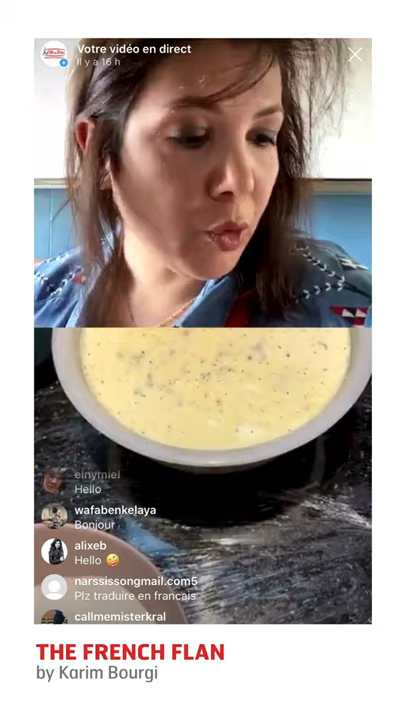 Votre vidéo en direct
Il y a 16 h
einymiel
Hello
wafabenkelaya
Bonjour
alixeb
Hello 🤪
narssissongmail.com5
Plz traduire en francais
callmemisterkral
THE FRENCH FLAN
by Karim Bourgi